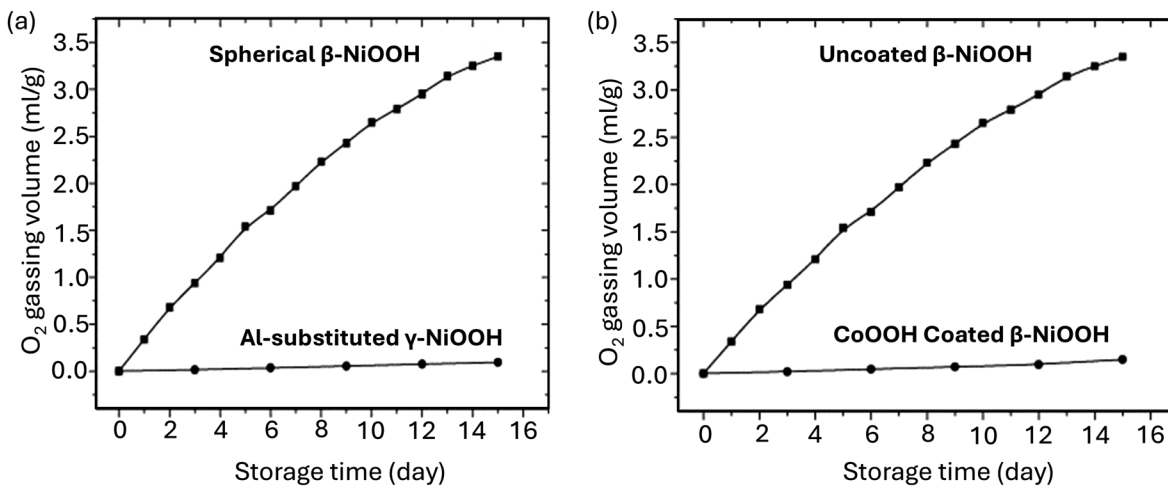 (a)
O₂ gassing volume (ml/g)
3.5
3.0
2.5
2.0
1.5
1.0
0.5
0.0
Spherical β-NiOOH
Al-substituted γ-NiOOH
0 2 4 6 8 10 12 14 16
Storage time (day)
(b)
O₂ gassing volume (ml/g)
3.5
3.0
2.5
2.0
1.5
1.0
0.5
0.0
Uncoated β-NiOOH
CoOOH Coated β-NiOOH
0 2 4 6 8 10 12 14 16
Storage time (day)